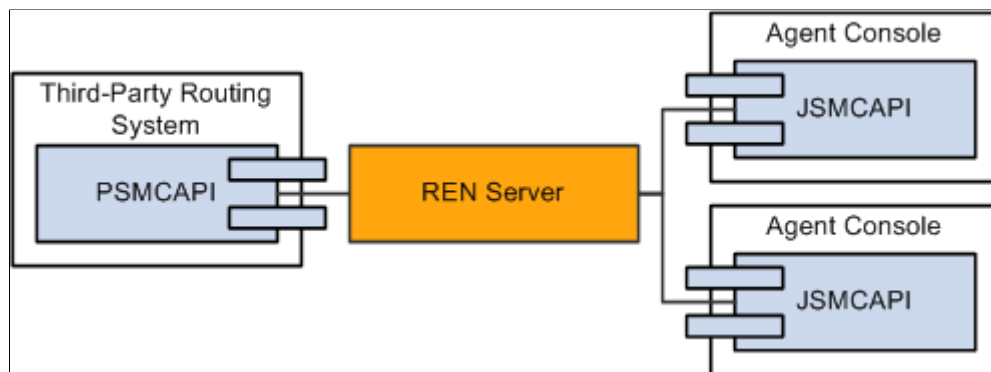 Third-Party Routing
System
PSMCAPI
REN Server
Agent Console
JSMCAPI
Agent Console
JSMCAPI